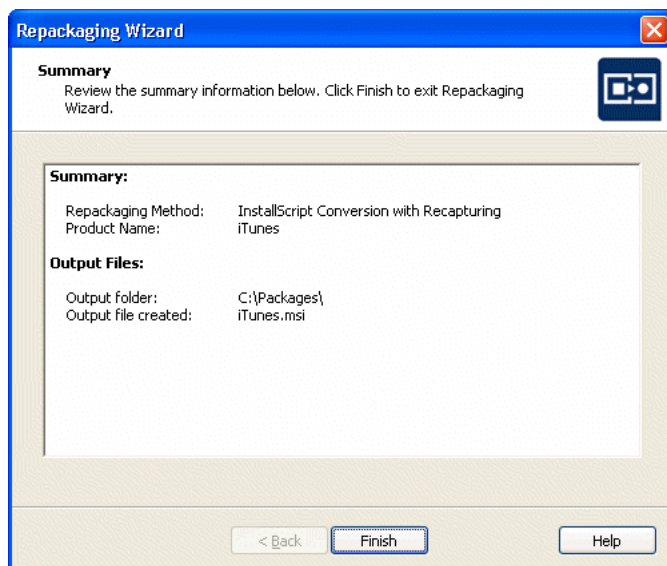 Repackaging Wizard
Summary
Review the summary information below. Click Finish to exit Repackaging
Wizard.
Summary:
Repackaging Method: InstallScript Conversion with Recapturing
Product Name: iTunes
Output Files:
Output folder: C:\Packages\
Output file created: iTunes.msi
< Back Finish Help